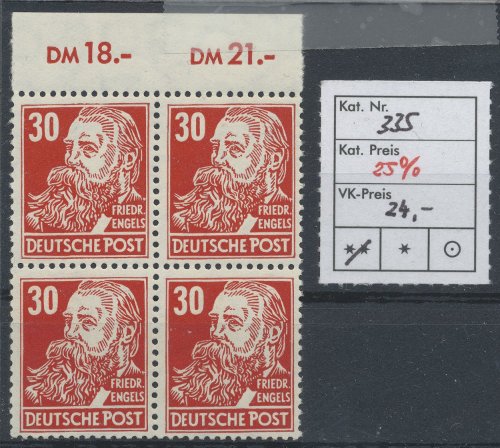 DM 18.- DM 21.-
30 30
FRIEDR. FRIEDR.
ENGELS ENGELS
DEUTSCHE POST DEUTSCHE POST
30 30
FRIEDR. FRIEDR.
ENGELS ENGELS
DEUTSCHE POST DEUTSCHE POST
Kat. Nr.
335
Kat. Preis
25%
VK-Preis
24,-